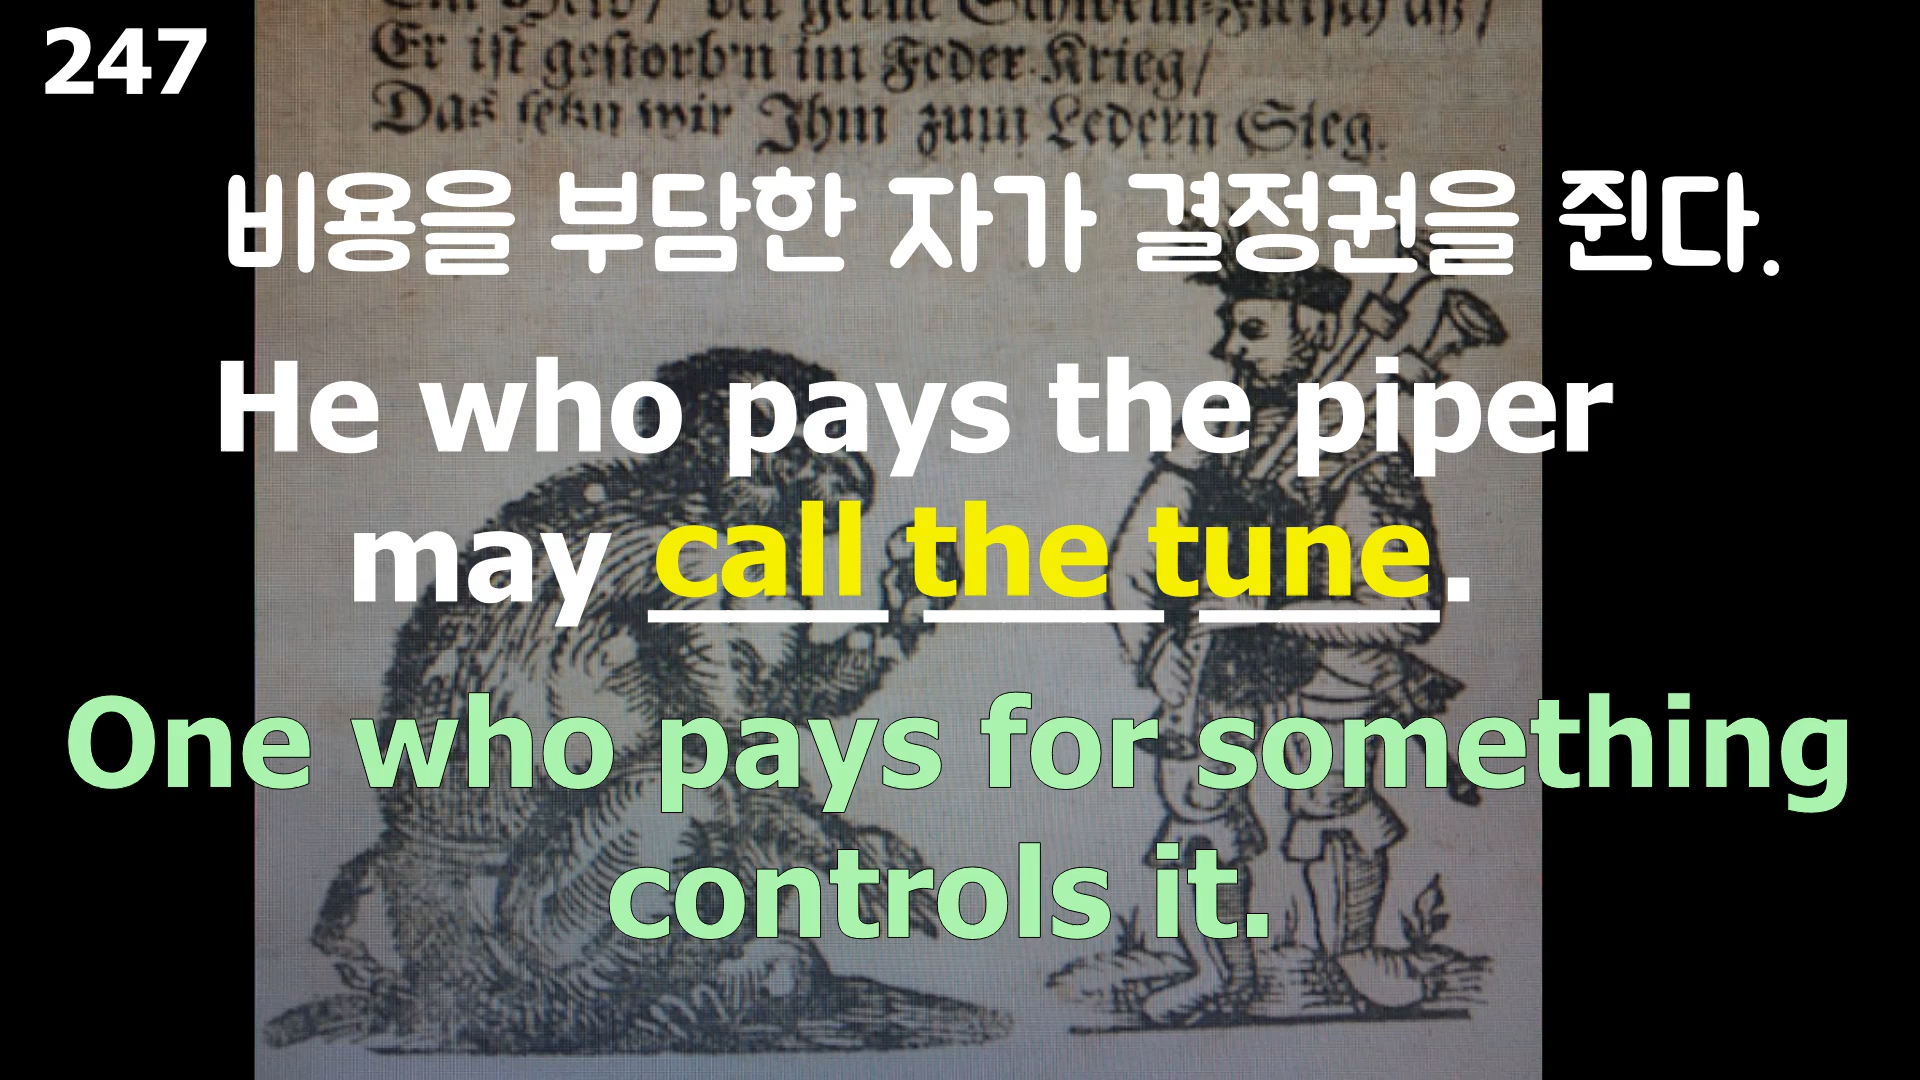 247
Er ist gestorb'n im Feder-Krieg/
Das wir Ihm zum Ledern Sieg.
비용을 부담한 자가 결정권을 쥔다.
He who pays the piper
may call the tune.
One who pays for something
controls it.